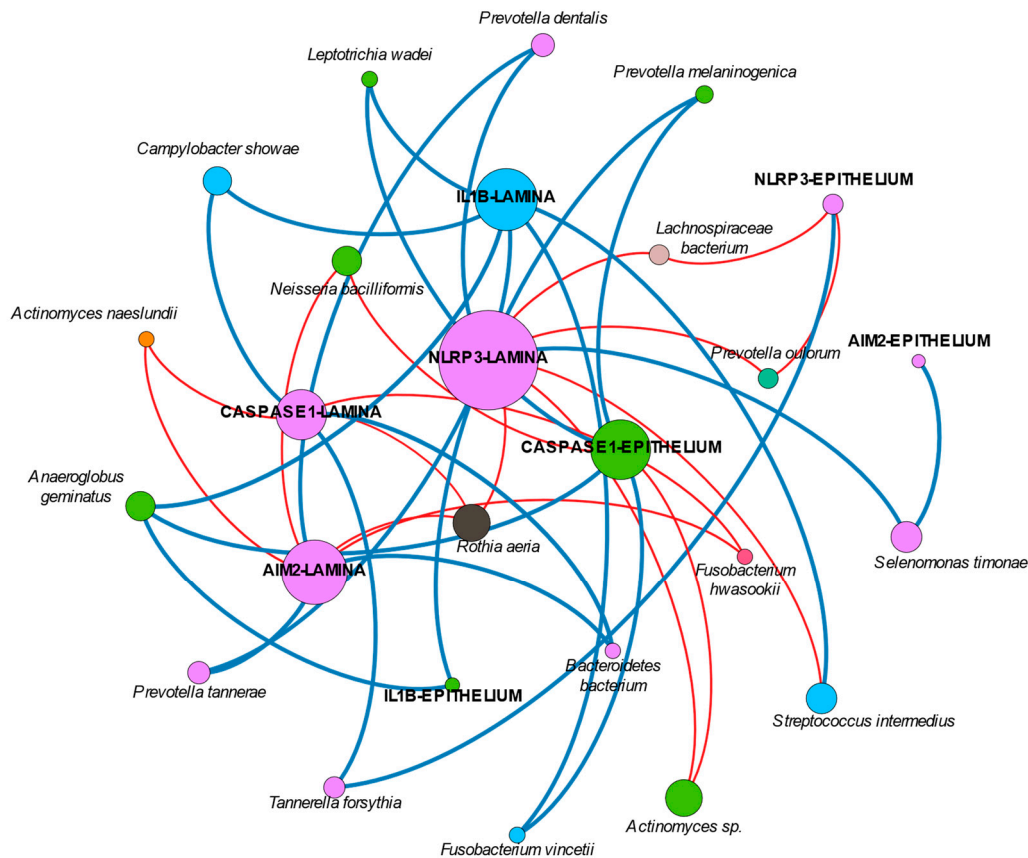 Prevotella dentalis
Leptotrichia wadei
Prevotella melaninogenica
Campylobacter showae
IL1B-LAMINA
NLRP3-EPITHELIUM
Lachnospiraceae
bacterium
Neisseria bacilliformis
Actinomyces naeslundii
AIM2-EPITHELIUM
NLRP3-LAMINA
Prevotella oulorum
CASPASE1-LAMINA
CASPASE1-EPITHELIUM
Anaeroglobus
geminatus
Rothia aeria
Selenomonas timonae
AIM2-LAMINA
Fusobacterium
hwasookii
Bacteroidetes
bacterium
Prevotella tannerae
IL1B-EPITHELIUM
Streptococcus intermedius
Tannerella forsythia
Actinomyces sp.
Fusobacterium vincetii